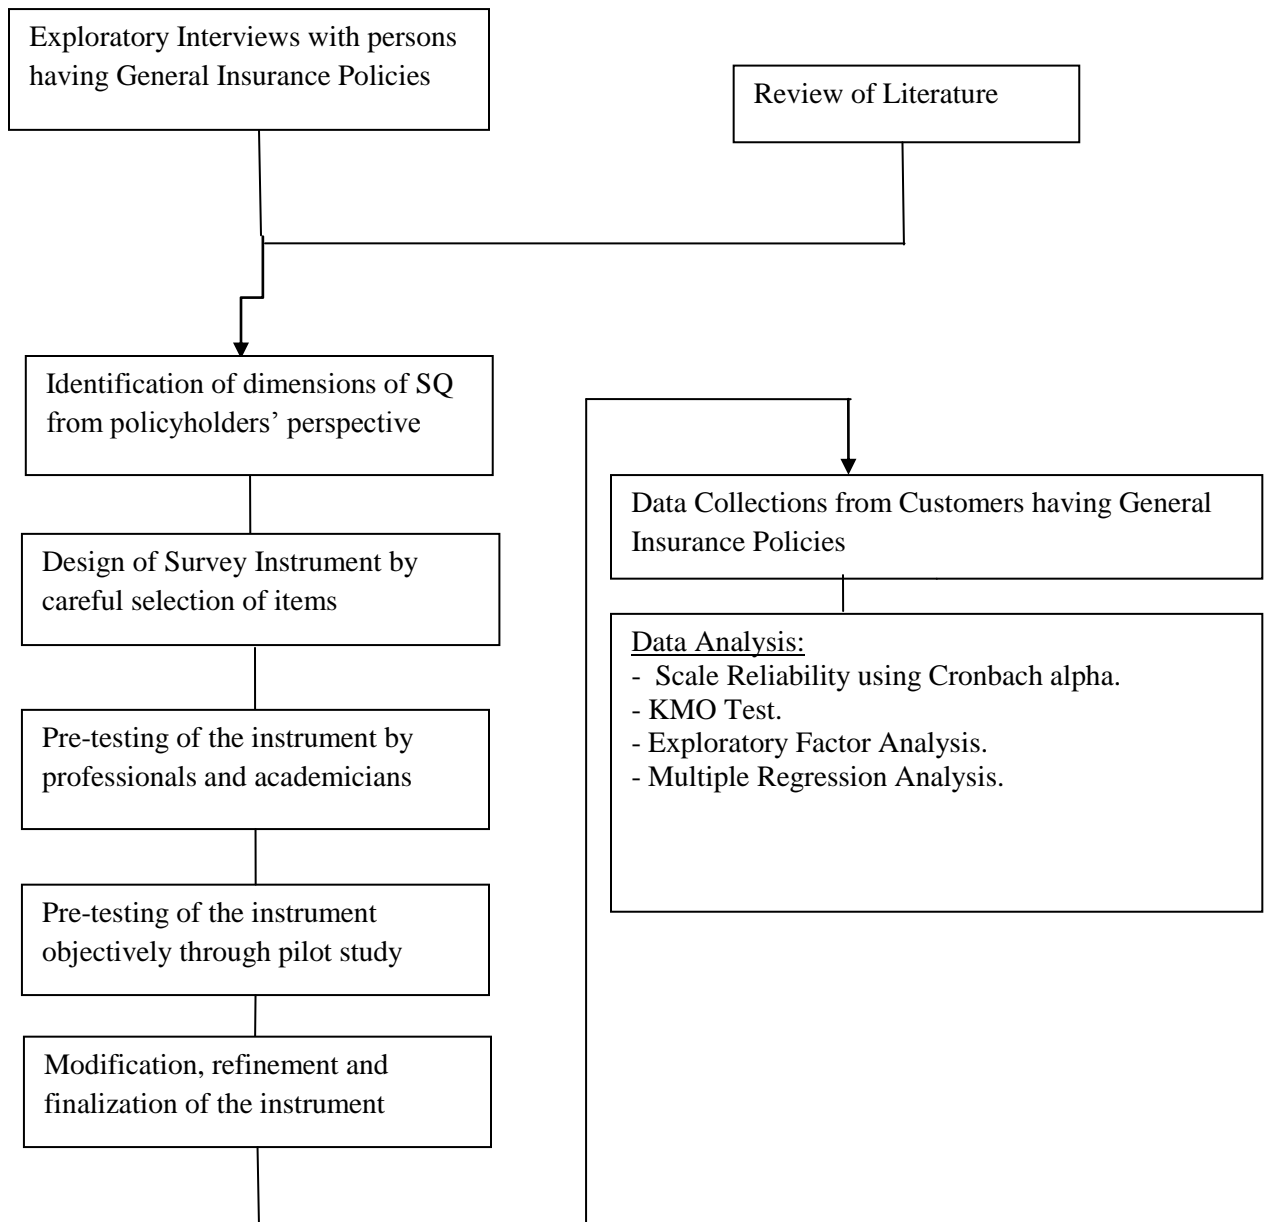 Exploratory Interviews with persons
having General Insurance Policies
Review of Literature
Identification of dimensions of SQ
from policyholders’ perspective
Design of Survey Instrument by
careful selection of items
Pre-testing of the instrument by
professionals and academicians
Pre-testing of the instrument
objectively through pilot study
Modification, refinement and
finalization of the instrument
Data Collections from Customers having General
Insurance Policies
Data Analysis:
- Scale Reliability using Cronbach alpha.
- KMO Test.
- Exploratory Factor Analysis.
- Multiple Regression Analysis.